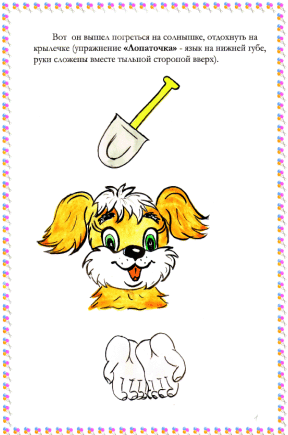 Вот он вышел погреться на солнышке, отдохнуть на
крылечке (упражнение «Лопаточка» - язык на нижней губе,
руки сложены вместе тыльной стороной вверх).